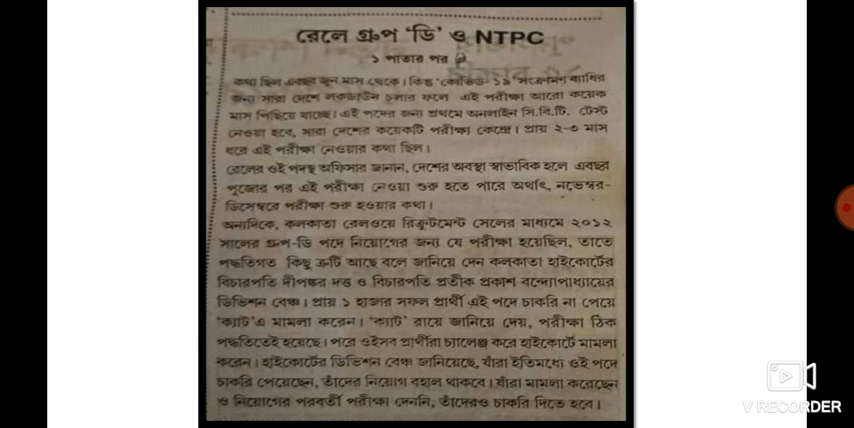 রেলে গ্রুপ ‘ডি’ ও NTPC
১ পাতার পর
কথা ছিল এবছর জুন মাস থেকে। কিন্তু ‘কোভিড-১৯’ সংক্রমণ ব্যাধির
জন্য সারা দেশে লকডাউন চলার ফলে এই পরীক্ষা আরো কয়েক
মাস পিছিয়ে যাচ্ছে। এই পদের জন্য প্রথমে অনলাইন সি.বি.টি. টেস্ট
নেওয়া হবে, সারা দেশের কয়েকটি পরীক্ষা কেন্দ্রে। প্রায় ২-৩ মাস
ধরে এই পরীক্ষা নেওয়ার কথা ছিল।
রেলের ওই পদস্থ অফিসার জানান, দেশের অবস্থা স্বাভাবিক হলে এবছর
পুজোর পর এই পরীক্ষা নেওয়া শুরু হতে পারে অর্থাৎ, নভেম্বর-
ডিসেম্বরে পরীক্ষা শুরু হওয়ার কথা।
অন্যদিকে, কলকাতা রেলওয়ে রিক্রুটমেন্ট সেলের মাধ্যমে ২০১২
সালের গ্রুপ-ডি পদে নিয়োগের জন্য যে পরীক্ষা হয়েছিল, তাতে
পদ্ধতিগত কিছু ত্রুটি আছে বলে জানিয়ে দেন কলকাতা হাইকোর্টের
বিচারপতি দীপঙ্কর দত্ত ও বিচারপতি প্রতীক প্রকাশ বন্দ্যোপাধ্যায়ের
ডিভিশন বেঞ্চ। প্রায় ১ হাজার সফল প্রার্থী এই পদে চাকরি না পেয়ে
‘ক্যাট’এ মামলা করেন। ‘ক্যাট’ রায়ে জানিয়ে দেয়, পরীক্ষা ঠিক
পদ্ধতিতেই হয়েছে। পরে ওইসব প্রার্থীরা চ্যালেঞ্জ করে হাইকোর্টে মামলা
করেন। হাইকোর্টের ডিভিশন বেঞ্চ জানিয়েছে, যাঁরা ইতিমধ্যে ওই পদে
চাকরি পেয়েছেন, তাঁদের নিয়োগ বহাল থাকবে। যাঁরা মামলা করেছেন
ও নিয়োগের পরবর্তী পরীক্ষা দেননি, তাঁদেরও চাকরি দিতে হবে।
V RECORDER